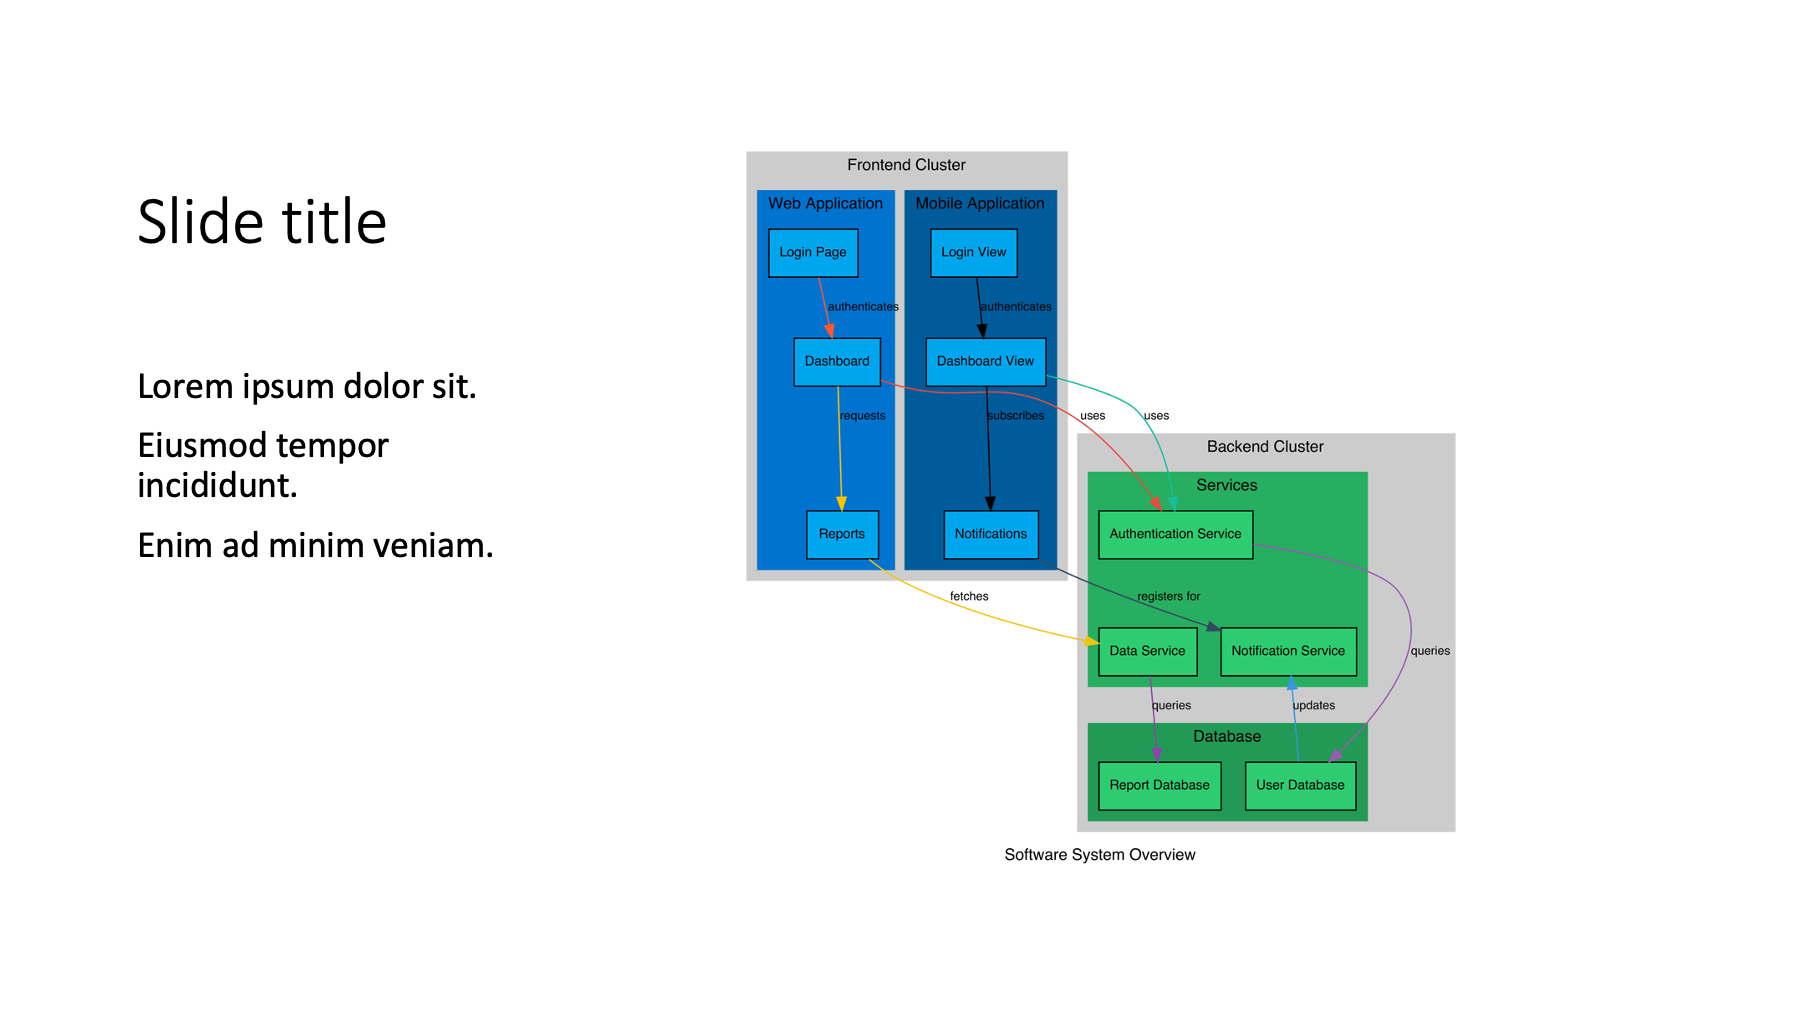 Slide title
Lorem ipsum dolor sit.
Eiusmod tempor
incididunt.
Enim ad minim veniam.
Frontend Cluster
Web Application
Mobile Application
Login Page
Login View
authenticates
authenticates
Dashboard
Dashboard View
requests
subscribes
uses
uses
Reports
Notifications
Backend Cluster
Services
Authentication Service
fetches
registers for
Data Service
Notification Service
queries
queries
updates
Database
Report Database
User Database
Software System Overview